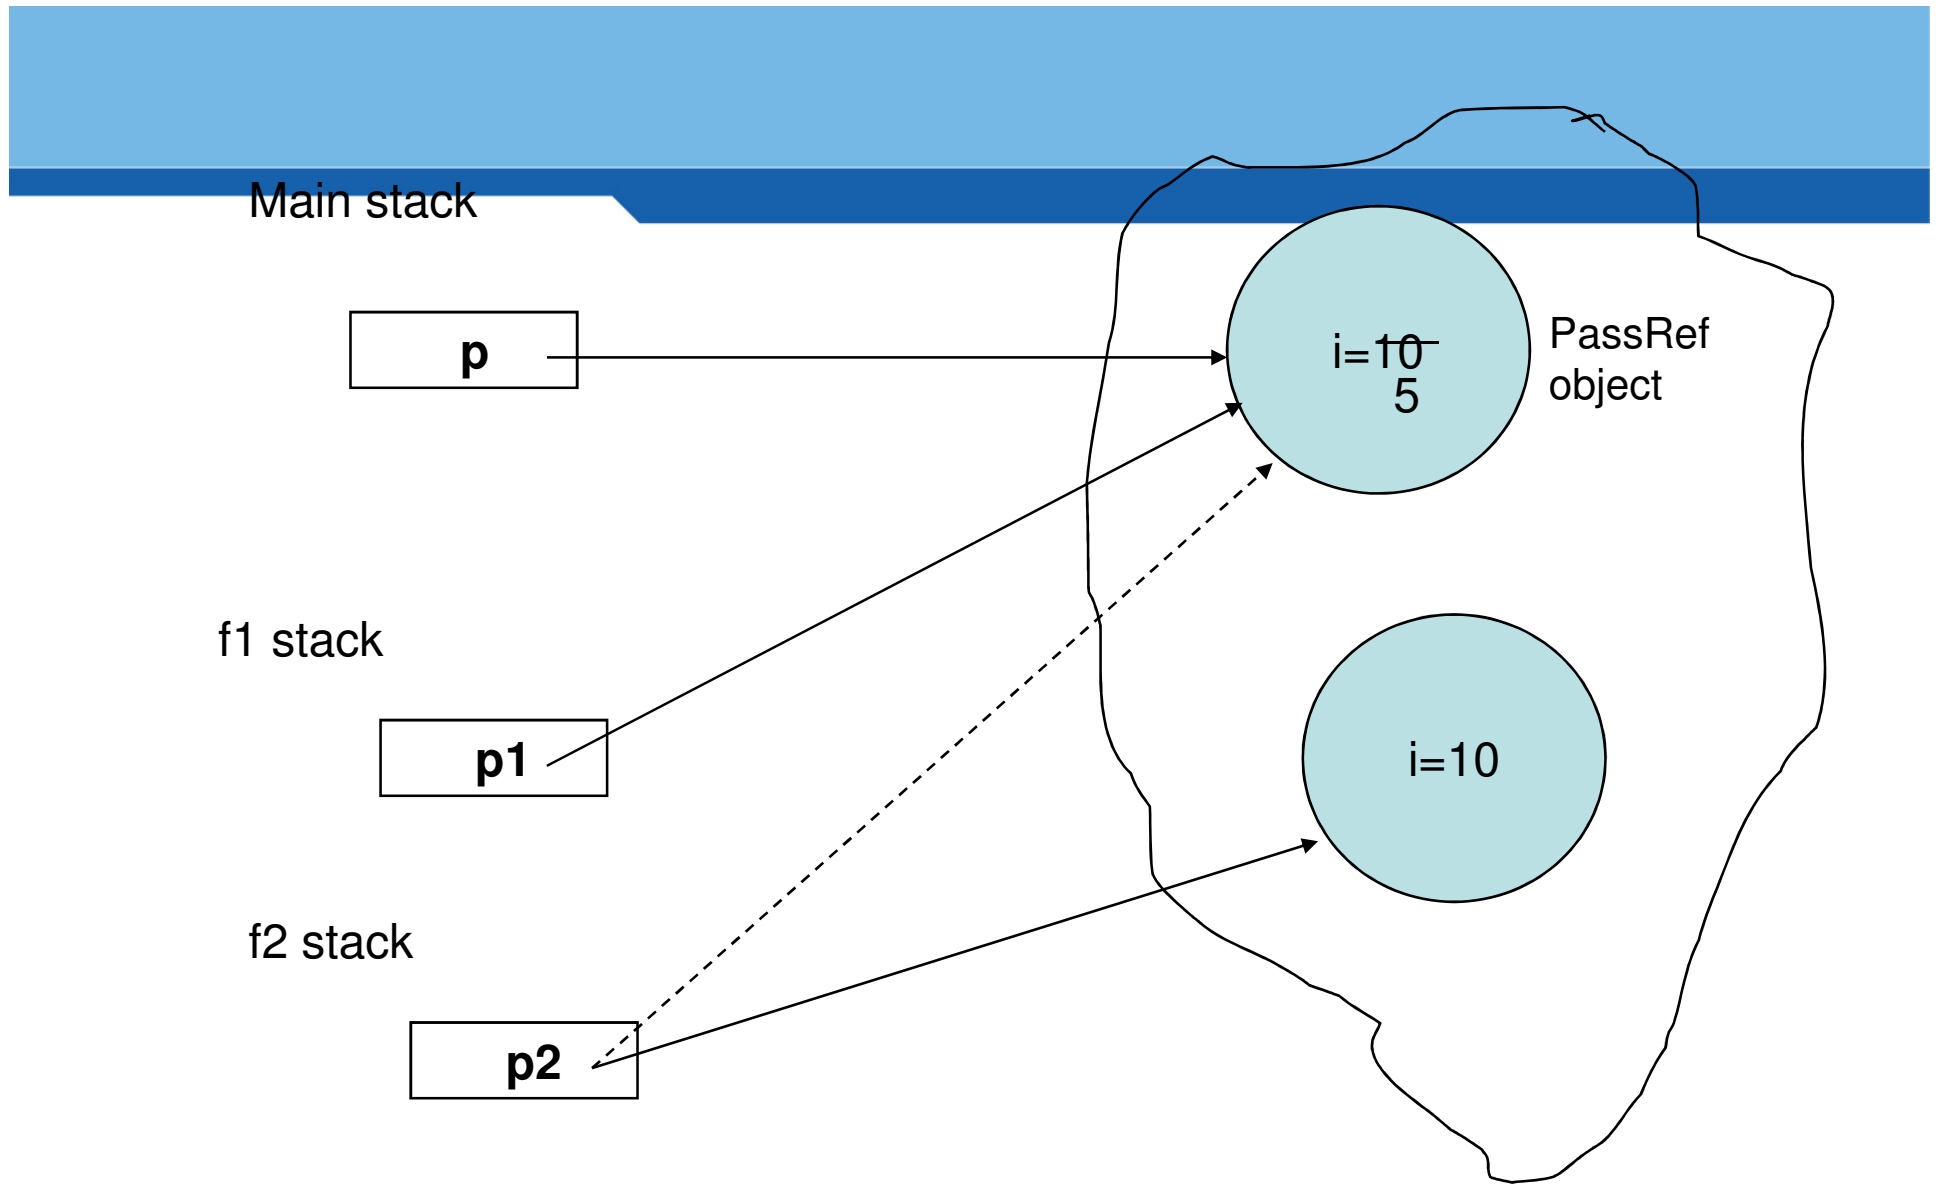 Main stack
p
i=10
5
PassRef
object
f1 stack
p1
i=10
f2 stack
p2